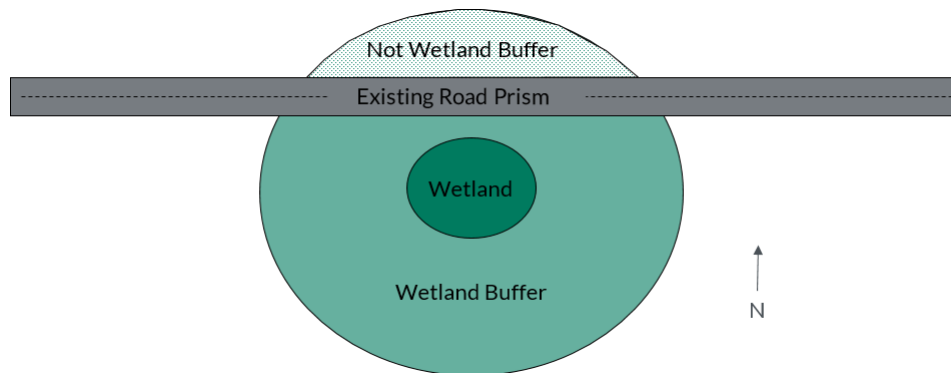 Not Wetland Buffer
Existing Road Prism
Wetland
Wetland Buffer
N